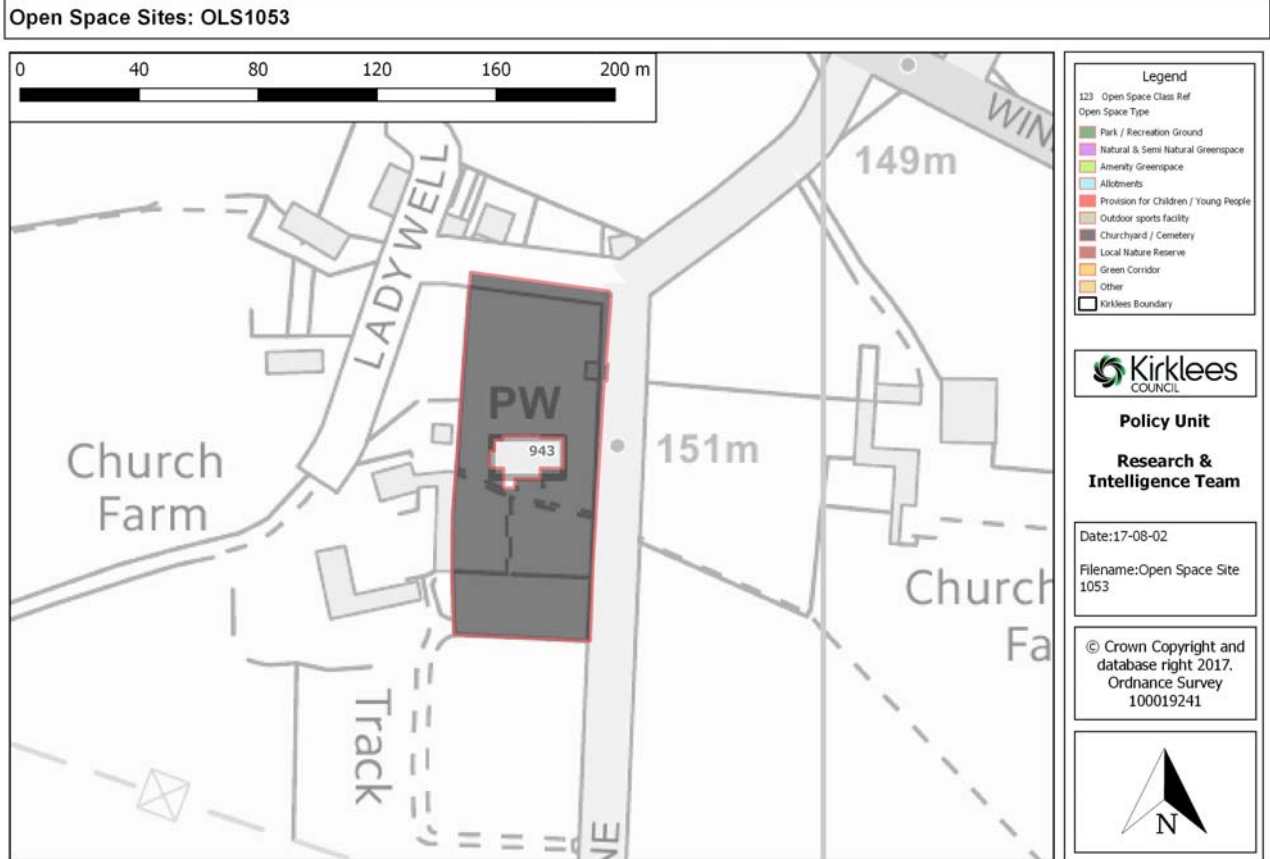 Open Space Sites: OLS1053
0 40 80 120 160 200 m
WIN
149m
LADYWELL
PW
943
151m
Church
Farm
Church
Fa
Track
NE
Legend
123 Open Space Class Ref
Open Space Type
Park / Recreation Ground
Natural & Semi Natural Greenspace
Amenity Greenspace
Allotments
Provision for Children / Young People
Outdoor sports facility
Churchyard / Cemetery
Local Nature Reserve
Green Corridor
Other
Kirklees Boundary
Kirklees
COUNCIL
Policy Unit
Research &
Intelligence Team
Date:17-08-02
Filename:Open Space Site
1053
© Crown Copyright and
database right 2017.
Ordnance Survey
100019241
N